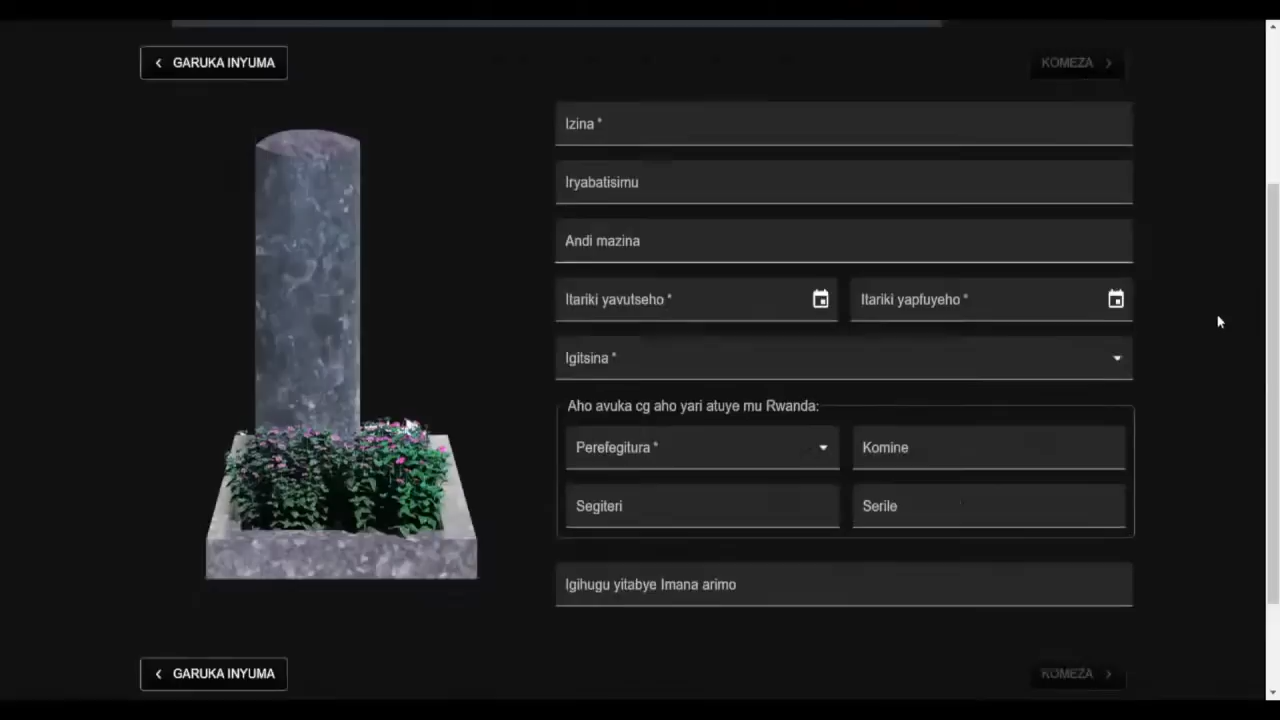 GARUKA INYUMA
KOMEZA
Izina *
Iryabatisimu
Andi mazina
Itariki yavutseho *
Itariki yapfuyeho *
Igitsina *
Aho avuka cg aho yari atuye mu Rwanda:
Perefegitura *
Komine
Segiteri
Serile
Igihugu yitabye Imana arimo
GARUKA INYUMA
KOMEZA